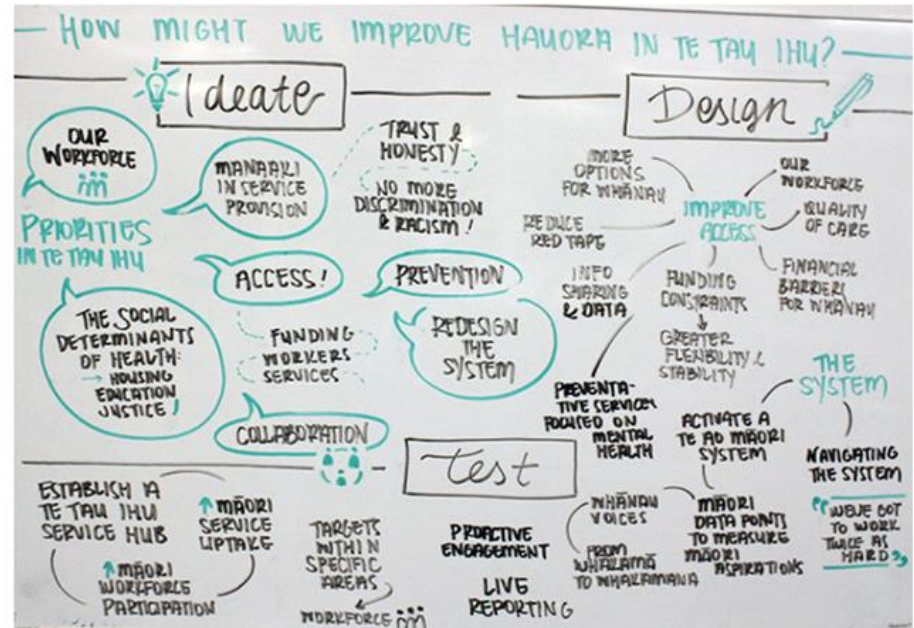 HOW MIGHT WE IMPROVE HAUORA IN TE TAU IHU?
Ideate
OUR
WORKFORCE
MANAAKI
IN SERVICE
PROVISION
TRUST &
HONESTY
NO MORE
DISCRIMINATION
& RACISM!
PRIORITIES
IN TE TAU IHU
ACCESS!
PREVENTION
THE SOCIAL
DETERMINANTS
OF HEALTH:
→ HOUSING
EDUCATION
JUSTICE
FUNDING
WORKERS
SERVICES
REDESIGN
THE
SYSTEM
COLLABORATION
Design
MORE
OPTIONS
FOR WHĀNAU
OUR
WORKFORCE
IMPROVE
ACCESS
QUALITY
OF CARE
REDUCE
RED TAPE
INFO
SHARING
& DATA
FUNDING
CONSTRAINTS
GREATER
FLEXIBILITY &
STABILITY
FINANCIAL
BARRIERS
FOR WHĀNAU
PREVENTA-
TIVE SERVICES
FOCUSED ON
MENTAL
HEALTH
THE
SYSTEM
ACTIVATE A
TE AO MĀORI
SYSTEM
NAVIGATING
THE SYSTEM
"WE'VE GOT
TO WORK
TWICE AS
HARD"
MĀORI
DATA POINTS
TO MEASURE
MĀORI
ASPIRATIONS
WHĀNAU
VOICES
FROM
WHAKAMĀ
TO WHAKAMANA
Test
ESTABLISH A
TE TAU IHU
SERVICE HUB
↑ MĀORI
SERVICE
UPTAKE
↑ MĀORI
WORKFORCE
PARTICIPATION
TARGETS
WITHIN
SPECIFIC
AREAS
WORKFORCE
PROACTIVE
ENGAGEMENT
LIVE
REPORTING